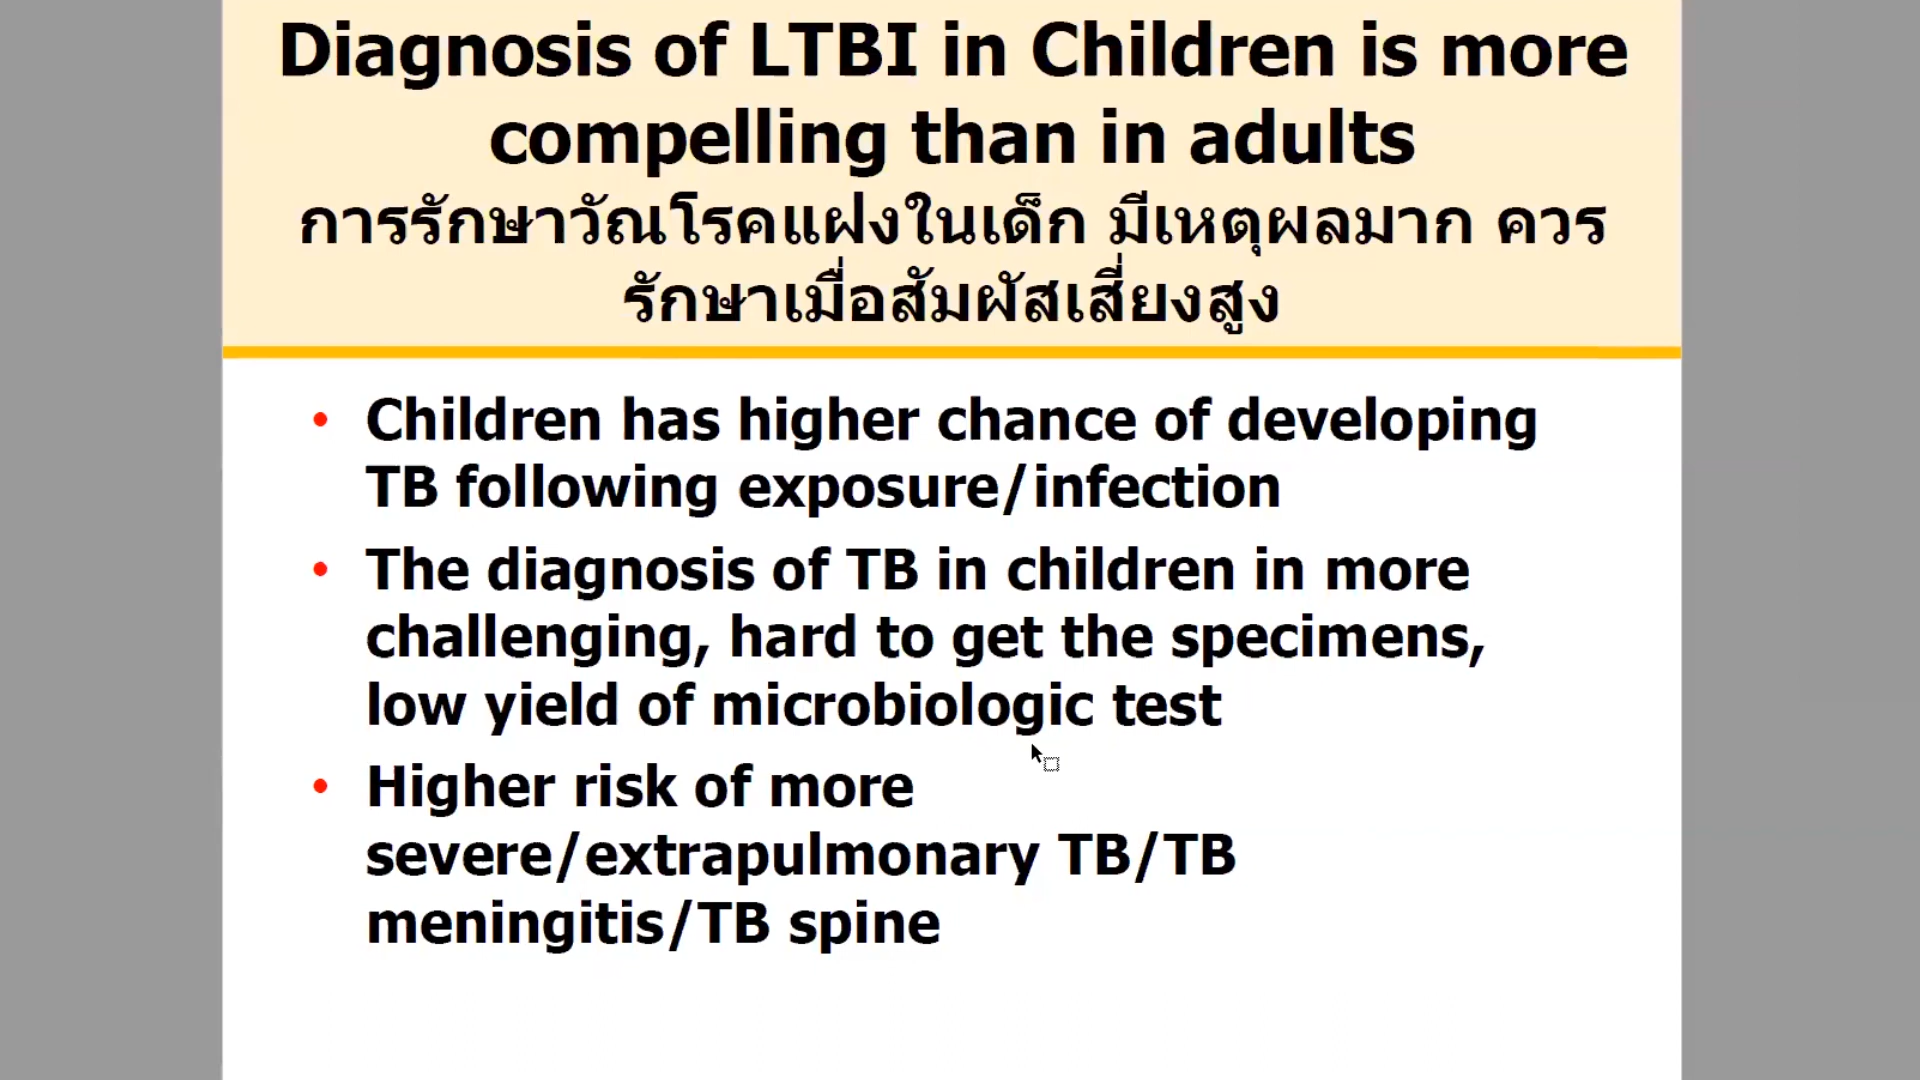 Diagnosis of LTBI in Children is more
compelling than in adults
การรักษาวัณโรคแฝงในเด็ก มีเหตุผลมาก ควร
รักษาเมื่อสัมผัสเสี่ยงสูง
• Children has higher chance of developing
TB following exposure/infection
• The diagnosis of TB in children in more
challenging, hard to get the specimens,
low yield of microbiologic test
• Higher risk of more
severe/extrapulmonary TB/TB
meningitis/TB spine